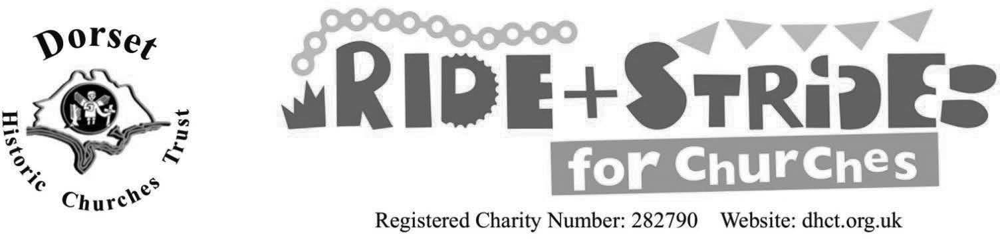 Dorset
Historic Churches Trust
RIDE+STRiDE
for ChurChes
Registered Charity Number: 282790 Website: dhct.org.uk